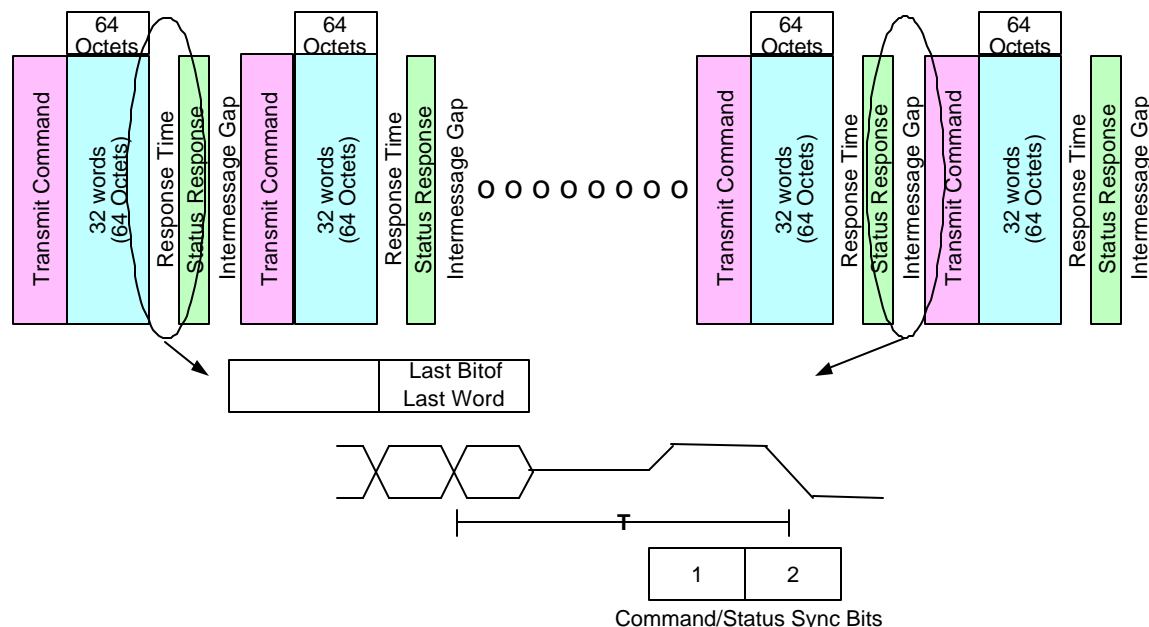 64
Octets
64
Octets
64
Octets
64
Octets
Transmit Command
32 words
(64 Octets)
Response Time
Status Response
Intermessage Gap
Transmit Command
32 words
(64 Octets)
Response Time
Status Response
Intermessage Gap
o o o o o o o o
Transmit Command
32 words
(64 Octets)
Response Time
Status Response
Intermessage Gap
Transmit Command
32 words
(64 Octets)
Response Time
Status Response
Intermessage Gap
Last Bitof
Last Word
T
1
2
Command/Status Sync Bits